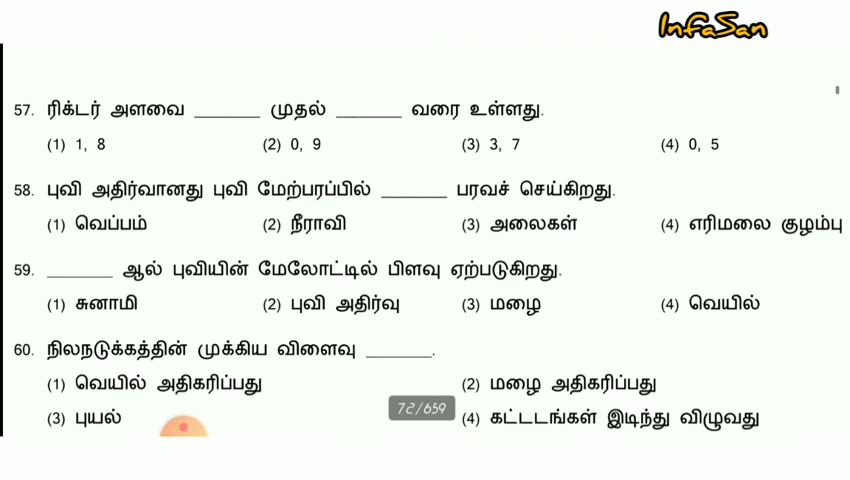 InFaSan
57. ரிக்டர் அளவை _______ முதல் _______ வரை உள்ளது.
(1) 1, 8 (2) 0, 9 (3) 3, 7 (4) 0, 5
58. புவி அதிர்வானது புவி மேற்பரப்பில் _______ பரவச் செய்கிறது.
(1) வெப்பம் (2) நீராவி (3) அலைகள் (4) எரிமலை குழம்பு
59. _______ ஆல் புவியின் மேலோட்டில் பிளவு ஏற்படுகிறது.
(1) சுனாமி (2) புவி அதிர்வு (3) மழை (4) வெயில்
60. நிலநடுக்கத்தின் முக்கிய விளைவு _______.
(1) வெயில் அதிகரிப்பது (2) மழை அதிகரிப்பது
72/659
(3) புயல் (4) கட்டடங்கள் இடிந்து விழுவது